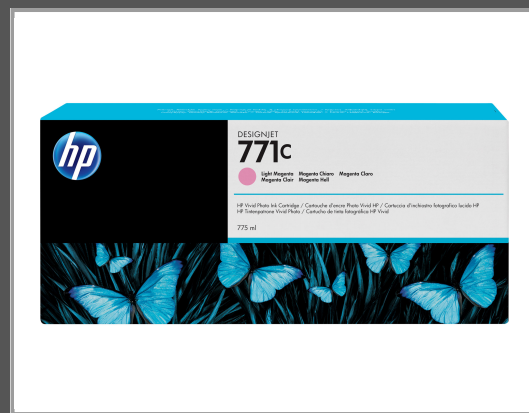 hp
DESIGNJET
771C
Light Magenta Magenta Chiaro Magenta Claro
Magenta Clair Magenta Hell
HP Vivid Photo Ink Cartridge / Cartouche d'encre Photo Vivid HP / Cartuccia d'inchiostro fotografico lucido HP
HP Tintenpatrone Vivid Photo / Cartucho de tinta fotográfica HP Vivid
775 ml